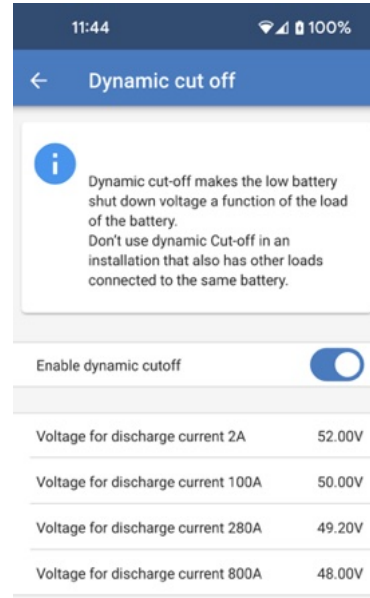 11:44 100%
Dynamic cut off
Dynamic cut-off makes the low battery
shut down voltage a function of the load
of the battery.
Don't use dynamic Cut-off in an
installation that also has other loads
connected to the same battery.
Enable dynamic cutoff
Voltage for discharge current 2A 52.00V
Voltage for discharge current 100A 50.00V
Voltage for discharge current 280A 49.20V
Voltage for discharge current 800A 48.00V